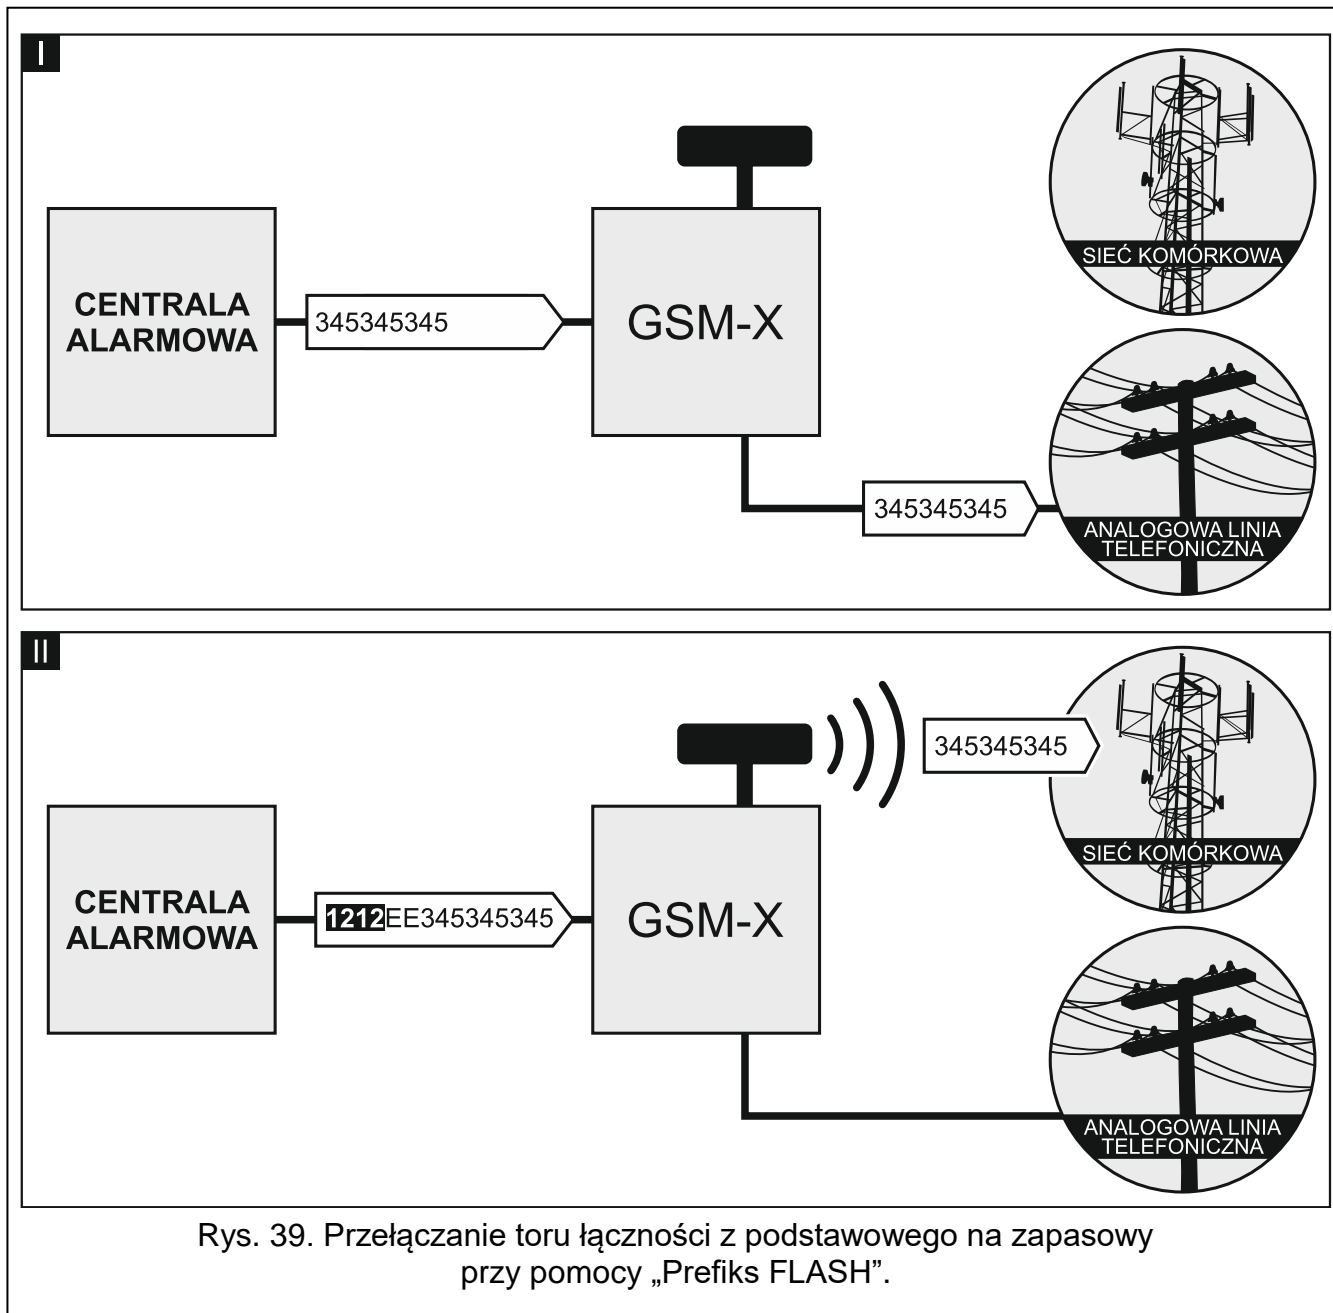 I
SIEĆ KOMÓRKOWA
CENTRALA
ALARMOWA
345345345
GSM-X
345345345
ANALOGOWA LINIA
TELEFONICZNA
II
345345345
SIEĆ KOMÓRKOWA
CENTRALA
ALARMOWA
1212EE345345345
GSM-X
ANALOGOWA LINIA
TELEFONICZNA
Rys. 39. Przełączanie toru łączności z podstawowego na zapasowy
przy pomocy „Prefiks FLASH”.